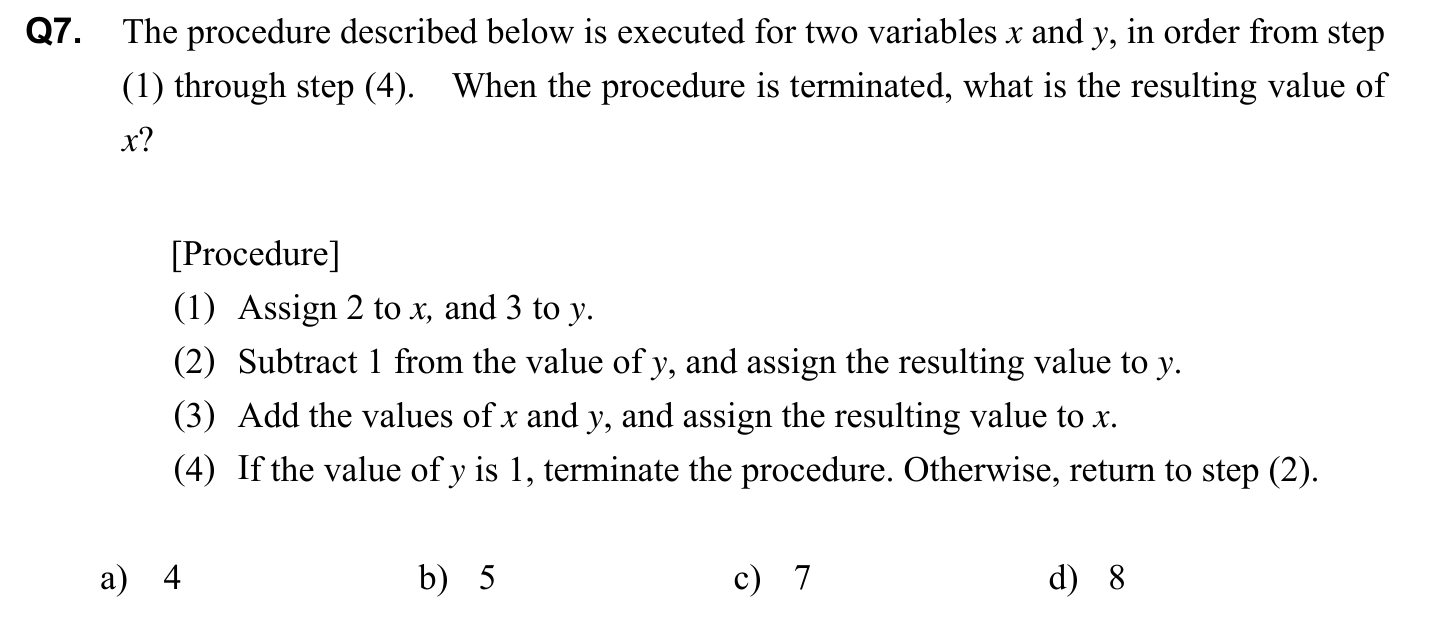 Q7. The procedure described below is executed for two variables x and y, in order from step
(1) through step (4). When the procedure is terminated, what is the resulting value of
x?
[Procedure]
(1) Assign 2 to x, and 3 to y.
(2) Subtract 1 from the value of y, and assign the resulting value to y.
(3) Add the values of x and y, and assign the resulting value to x.
(4) If the value of y is 1, terminate the procedure. Otherwise, return to step (2).
a) 4 b) 5 c) 7 d) 8